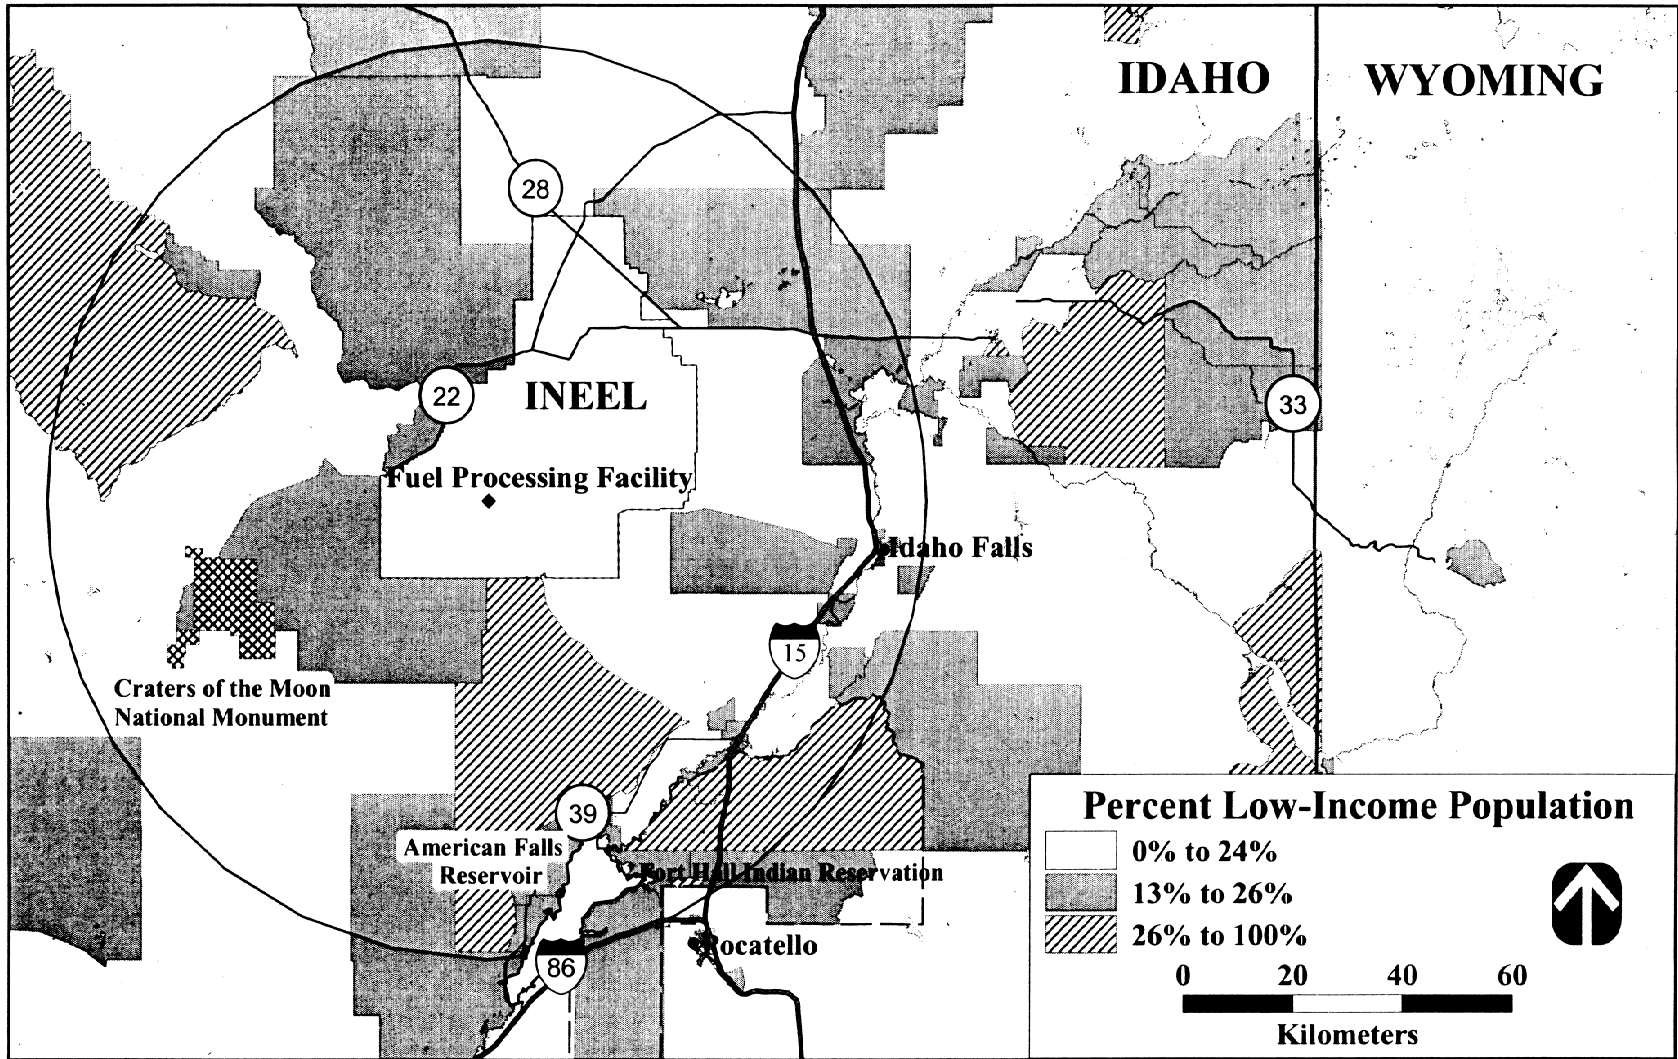 IDAHO
WYOMING
28
22
INEEL
33
Fuel Processing Facility
Idaho Falls
15
Craters of the Moon
National Monument
39
American Falls
Reservoir
Fort Hall Indian Reservation
Pocatello
86
Percent Low-Income Population
0% to 24%
13% to 26%
26% to 100%
0 20 40 60
Kilometers